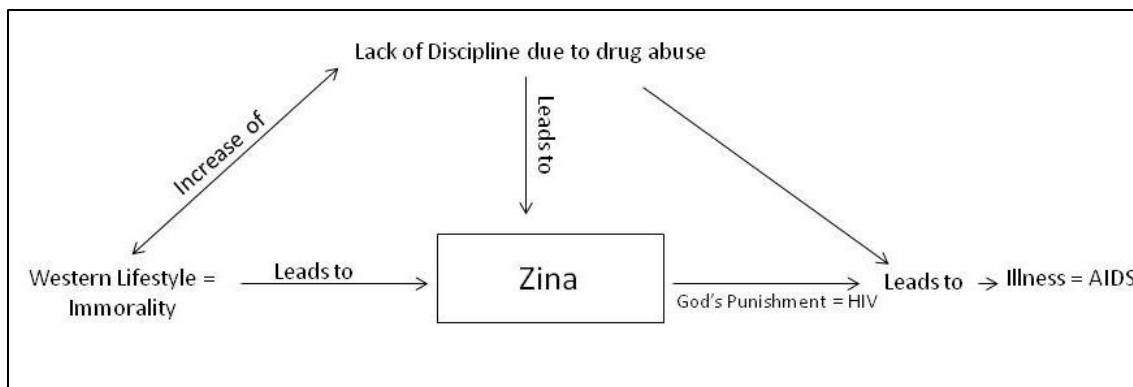 Lack of Discipline due to drug abuse
Increase of
Leads to
Western Lifestyle =
Immorality
Leads to
Zina
God's Punishment = HIV
Leads to
Illness = AIDS